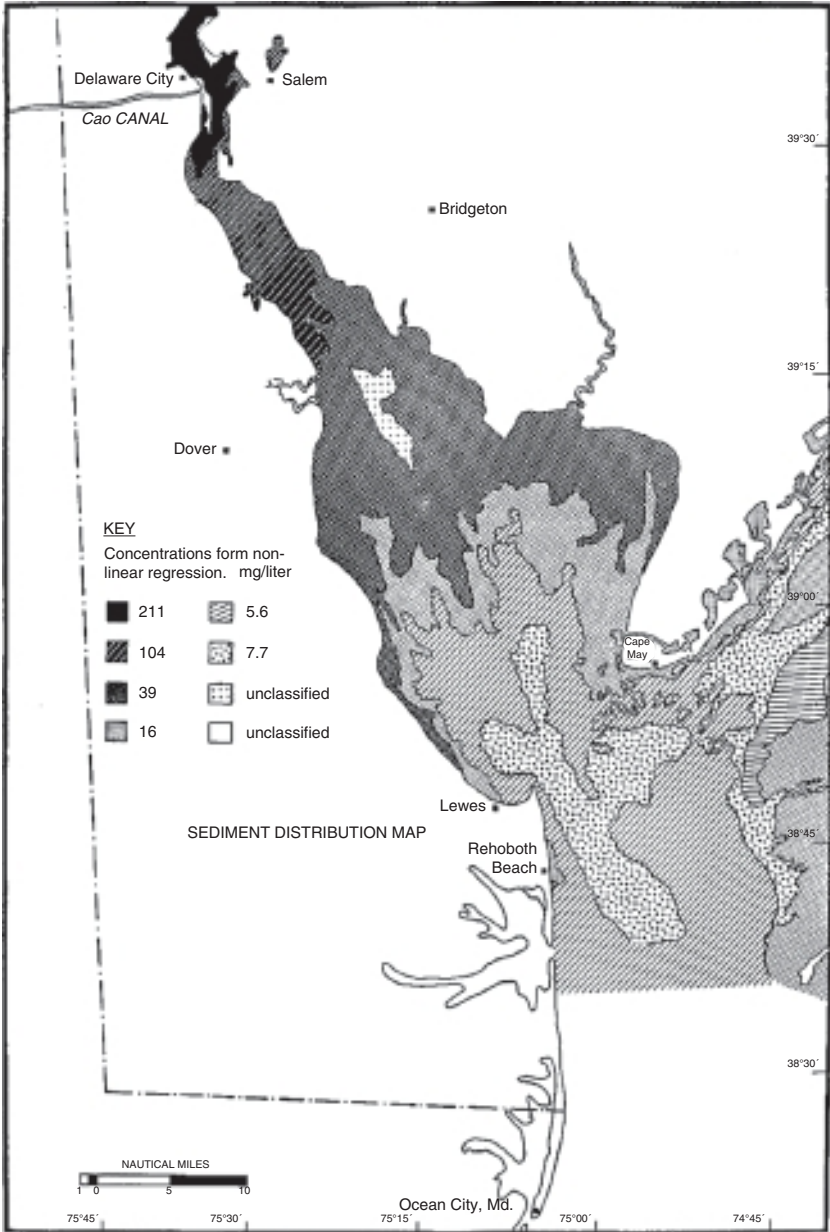 Delaware City
Salem
Cao CANAL
39°30´
Bridgeton
39°15´
Dover
KEY
Concentrations form non-
linear regression. mg/liter
211
5.6
104
7.7
39
unclassified
16
unclassified
39°00´
Cape
May
Lewes
SEDIMENT DISTRIBUTION MAP
38°45´
Rehoboth
Beach
38°30´
NAUTICAL MILES
1 0 5 10
Ocean City, Md.
75°45´ 75°30´ 75°15´ 75°00´ 74°45´